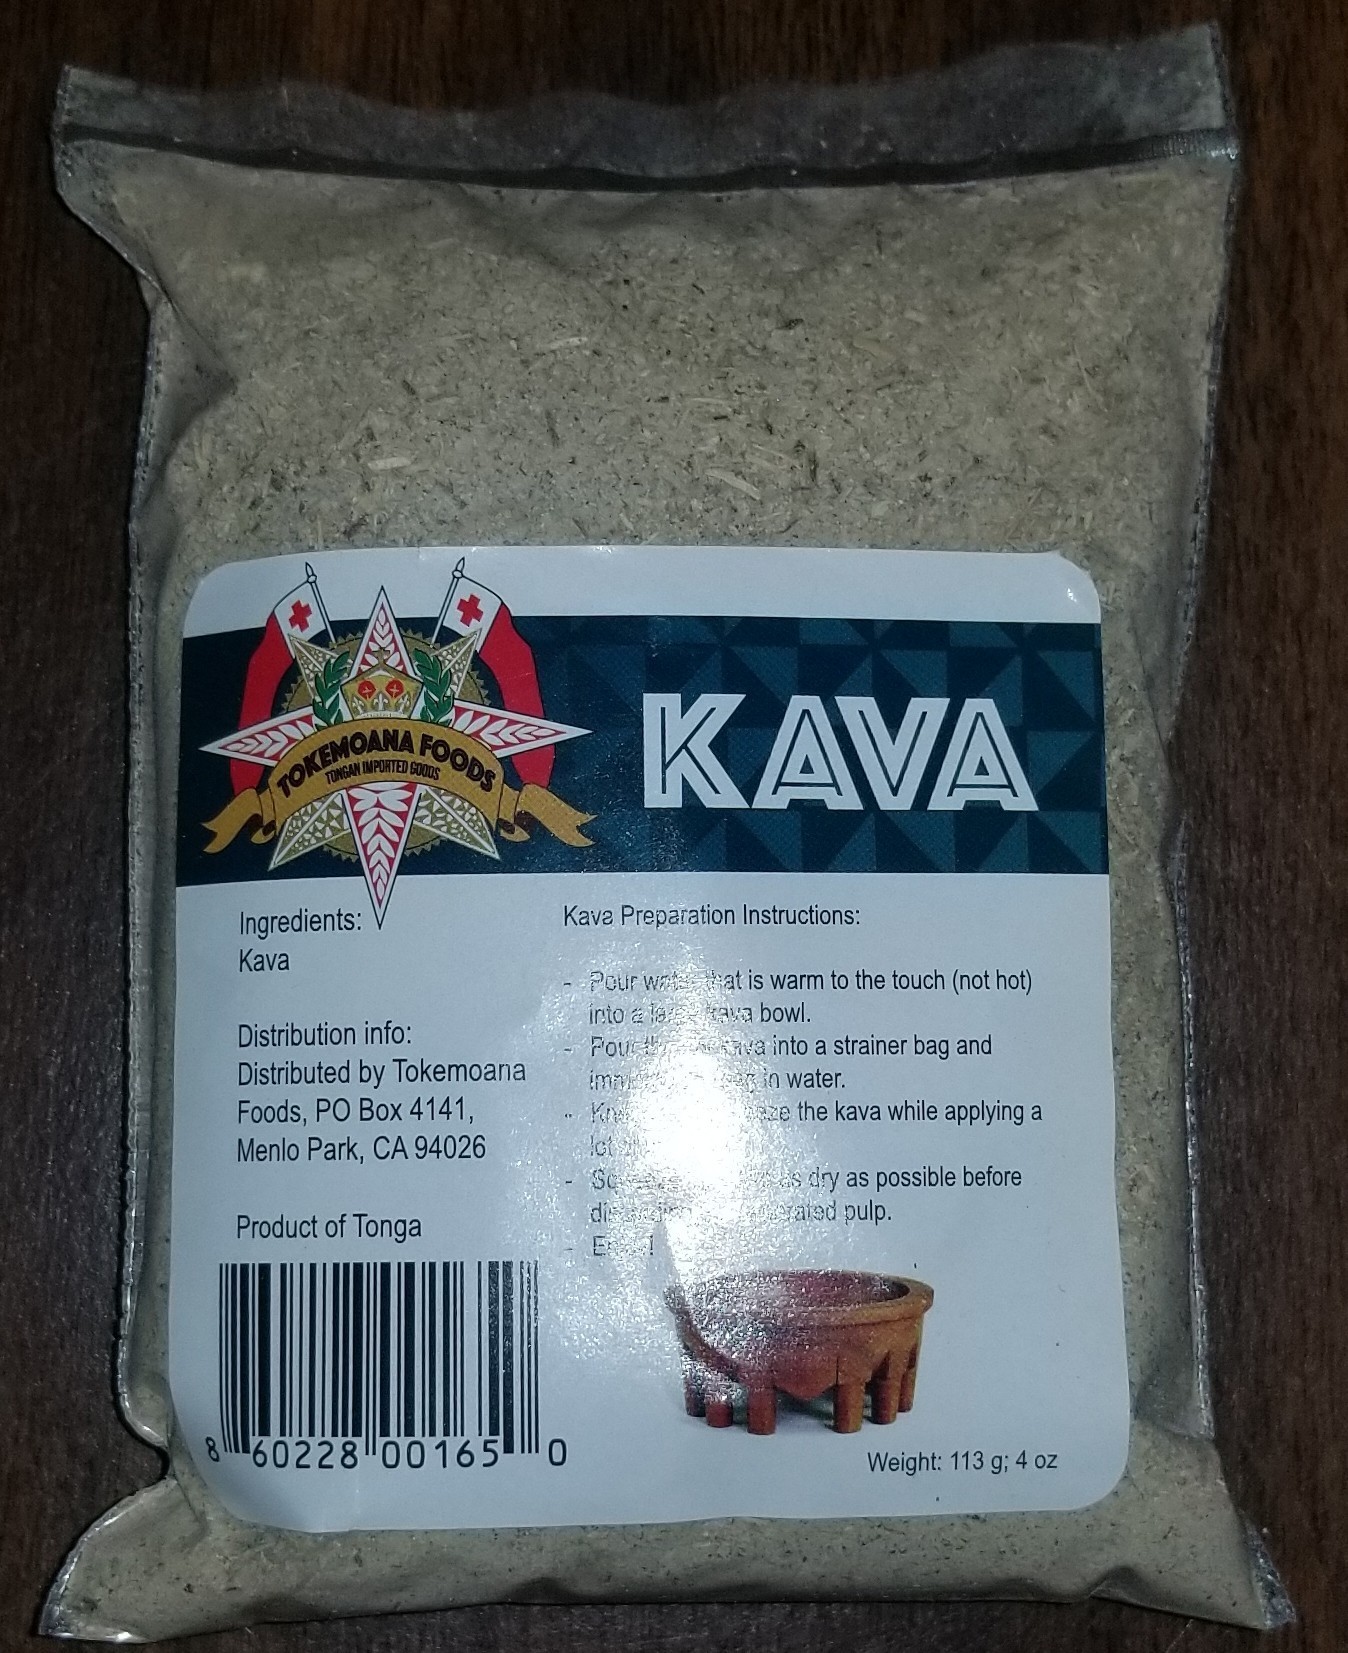 TOKEMOANA FOODS
TONGAN IMPORTED GOODS
KAVA
Ingredients:
Kava
Distribution info:
Distributed by Tokemoana
Foods, PO Box 4141,
Menlo Park, CA 94026
Product of Tonga
8 60228 00165 0
Kava Preparation Instructions:
- Pour water that is warm to the touch (not hot)
into a large kava bowl.
- Pour kava into a strainer bag and
in water.
- the kava while applying a
lot
- as dry as possible before
pulp.
- Enjoy!
Weight: 113 g; 4 oz